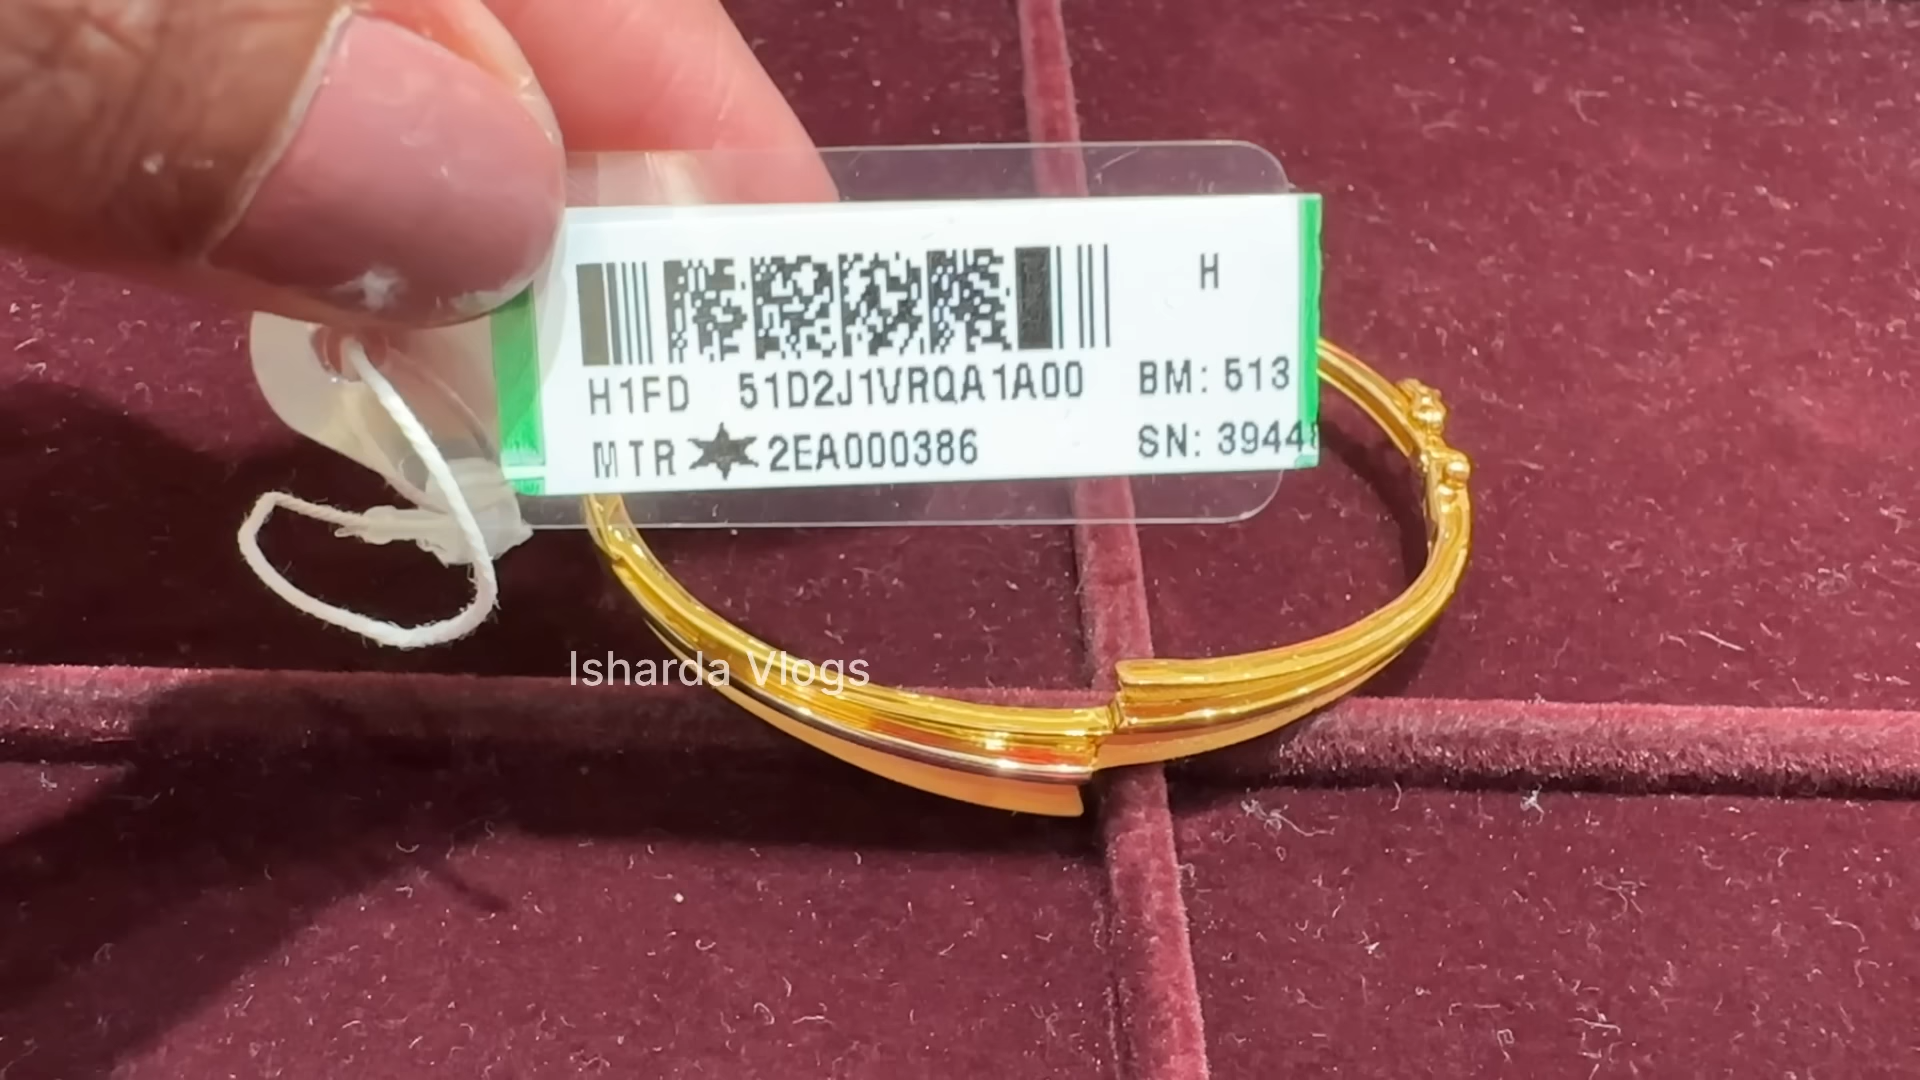 H
H1FD 51D2J1VRQA1A00 BM: 513
MTR★2EA000386 SN: 3944
Isharda Vlogs